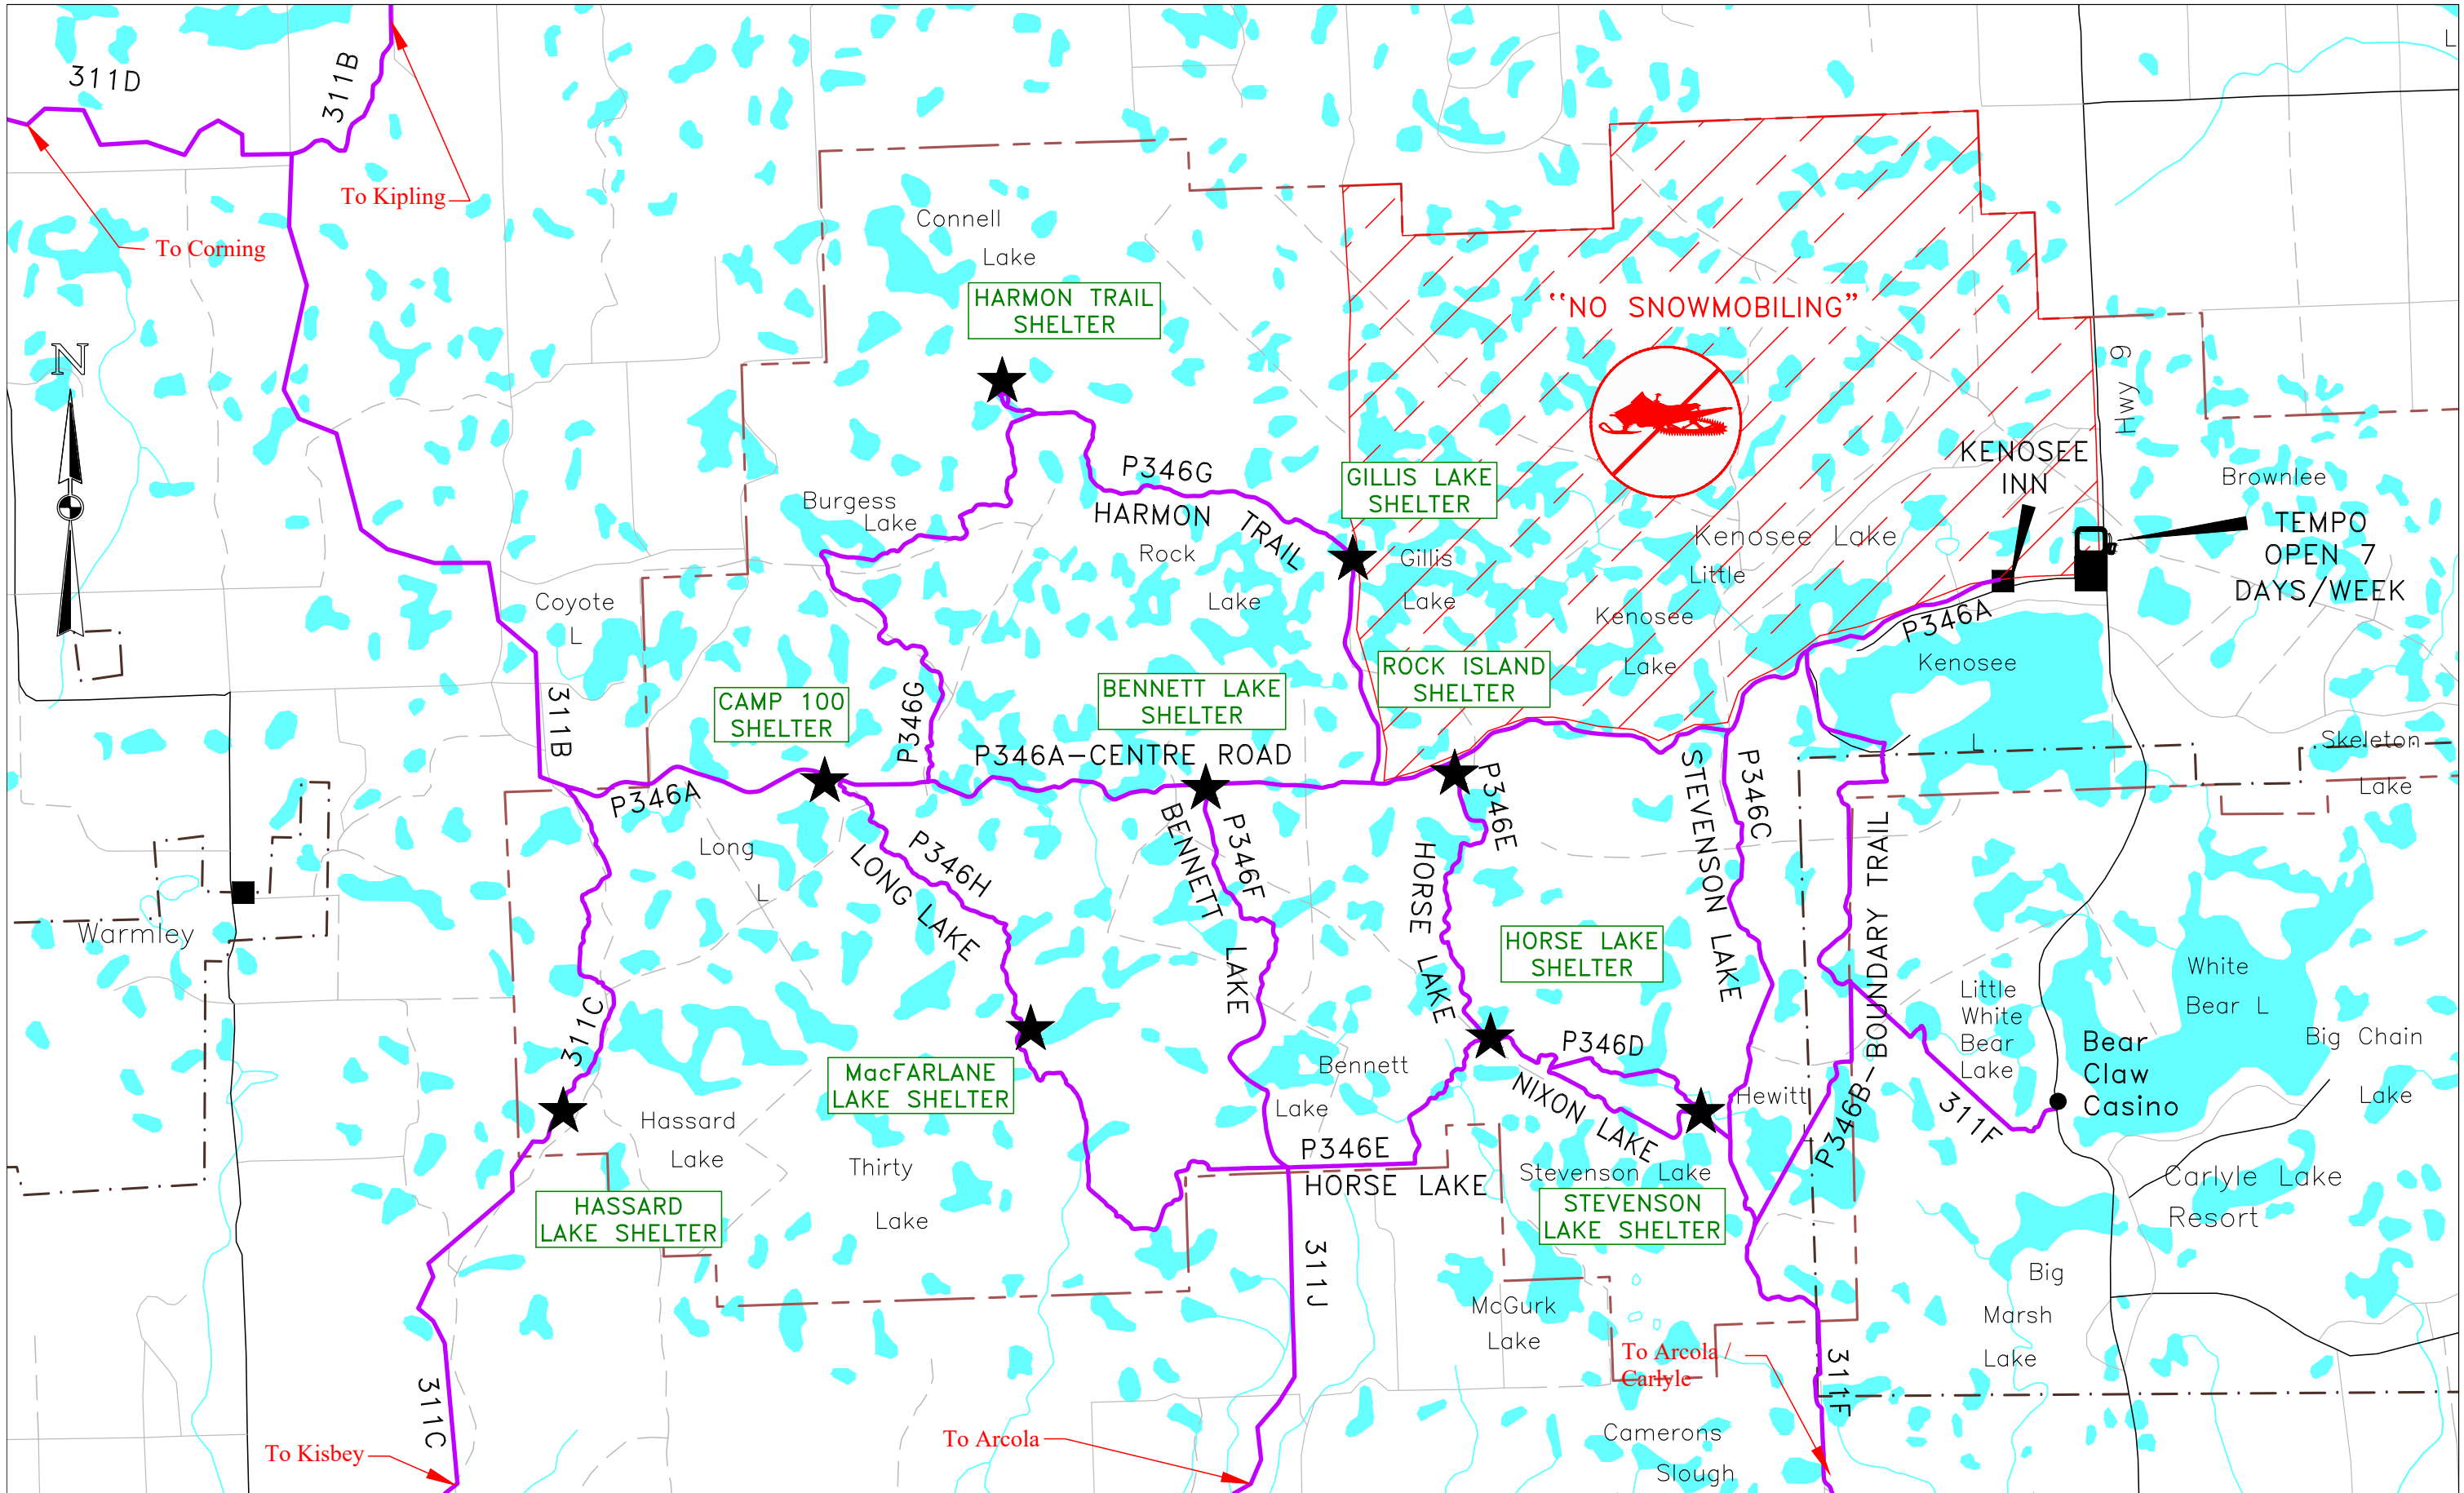 311D
311B
L
To Kipling
To Corning
N
Connell
Lake
HARMON TRAIL
SHELTER
“NO SNOWMOBILING”
Hwy 9
P346G
HARMON
TRAIL
GILLIS LAKE
SHELTER
KENOSEE
INN
Brownlee
TEMPO
OPEN 7
DAYS/WEEK
Burgess
Lake
Rock
Lake
Gillis
Lake
Kenosee Lake
Little
Kenosee
Lake
P346A
Kenosee
L
Coyote
L
311B
CAMP 100
SHELTER
P346G
BENNETT LAKE
SHELTER
ROCK ISLAND
SHELTER
P346A-CENTRE ROAD
P346A
Skeleton
Lake
P346E
STEVENSON LAKE
P346C
Long
L
P346H
LONG LAKE
BENNETT
LAKE
P346F
HORSE LAKE
HORSE LAKE
SHELTER
P346B-BOUNDARY TRAIL
Warmley
White
Bear L
Little
White
Bear
Lake
Bear
Claw
Casino
Big Chain
Lake
311C
MacFARLANE
LAKE SHELTER
Bennett
Lake
P346D
NIXON LAKE
Hewitt
L
311F
Hassard
Lake
Thirty
Lake
P346E
HORSE LAKE
Stevenson Lake
STEVENSON
LAKE SHELTER
Carlyle Lake
Resort
HASSARD
LAKE SHELTER
311J
McGurk
Lake
Big
Marsh
Lake
To Arcola /
Carlyle
311F
311C
To Kisbey
To Arcola
Camerons
Slough